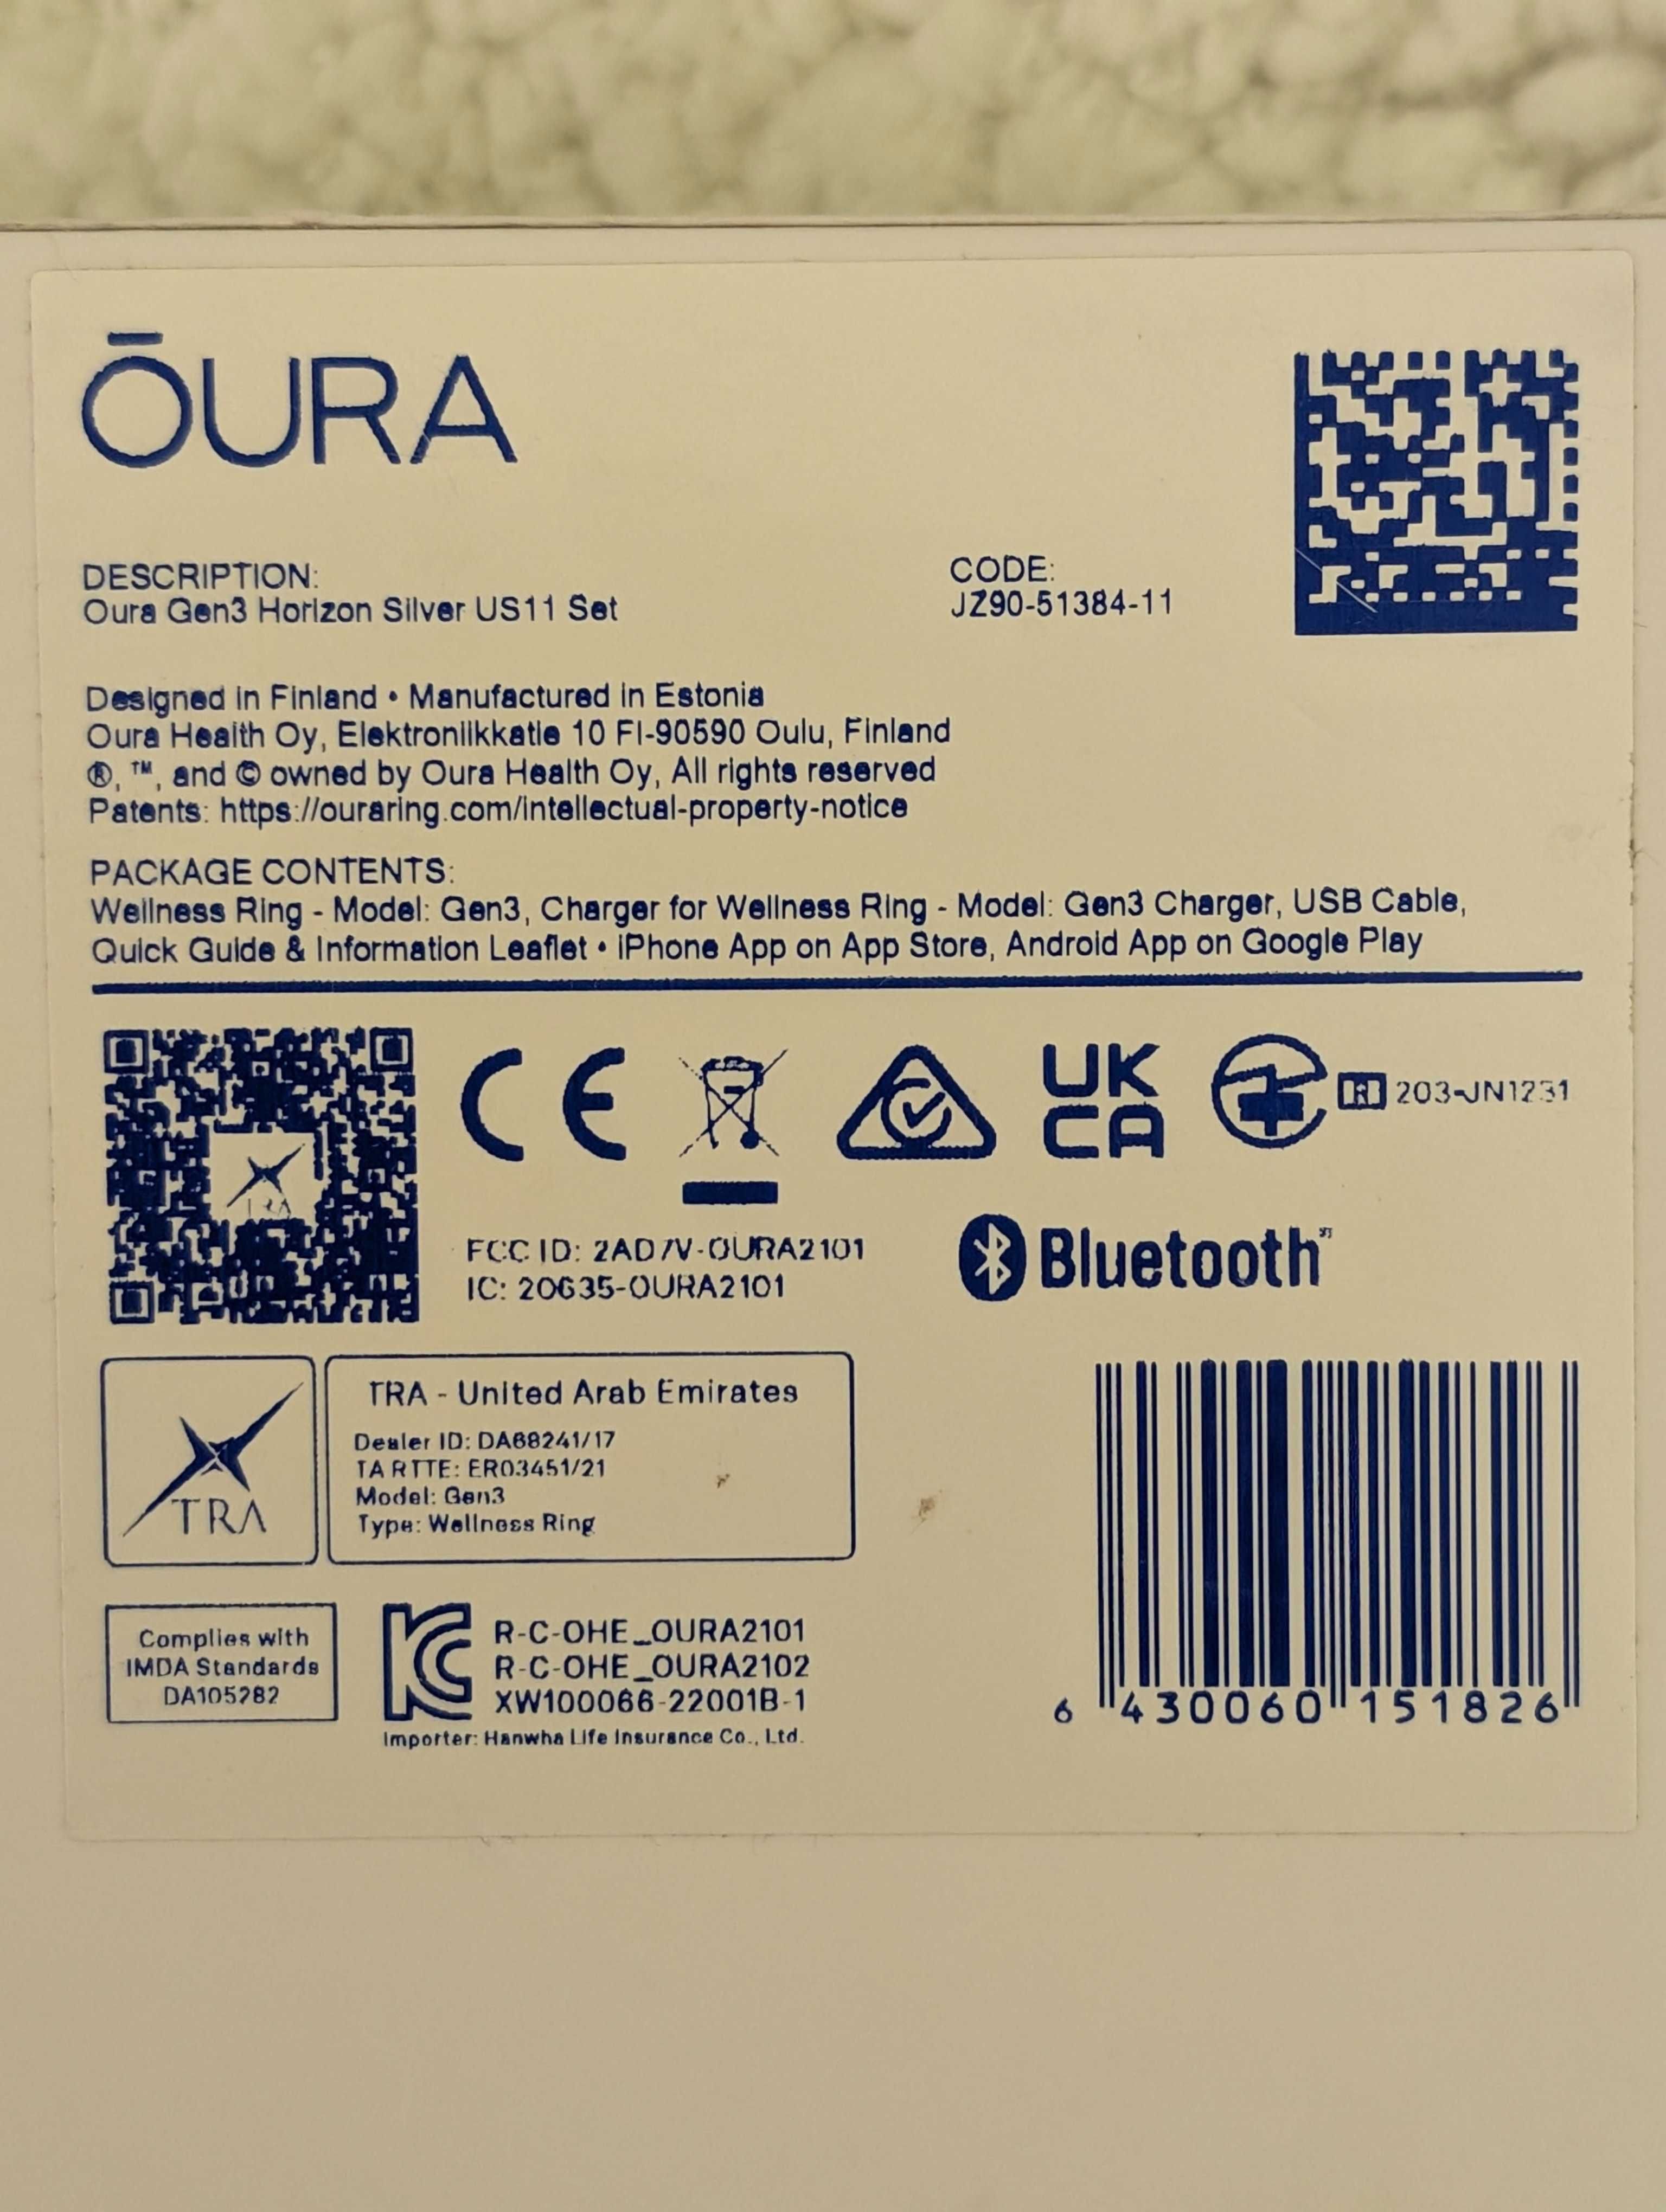 ŌURA
DESCRIPTION:
Oura Gen3 Horizon Silver US11 Set
CODE:
JZ90-51384-11
Designed in Finland • Manufactured in Estonia
Oura Health Oy, Elektroniikkatie 10 FI-90590 Oulu, Finland
®, ™, and © owned by Oura Health Oy, All rights reserved
Patents: https://ouraring.com/intellectual-property-notice
PACKAGE CONTENTS:
Wellness Ring - Model: Gen3, Charger for Wellness Ring - Model: Gen3 Charger, USB Cable,
Quick Guide & Information Leaflet • iPhone App on App Store, Android App on Google Play
TRA
CE
UK
CA
R 203-JN1231
FCC ID: 2AD7V-OURA2101
IC: 20635-OURA2101
Bluetooth
TRA
TRA - United Arab Emirates
Dealer ID: DA68241/17
TA RTTE: ER03451/21
Model: Gen3
Type: Wellness Ring
Complies with
IMDA Standards
DA105282
KC
R-C-OHE_OURA2101
R-C-OHE_OURA2102
XW100066-22001B-1
Importer: Hanwha Life Insurance Co., Ltd.
6 430060 151826